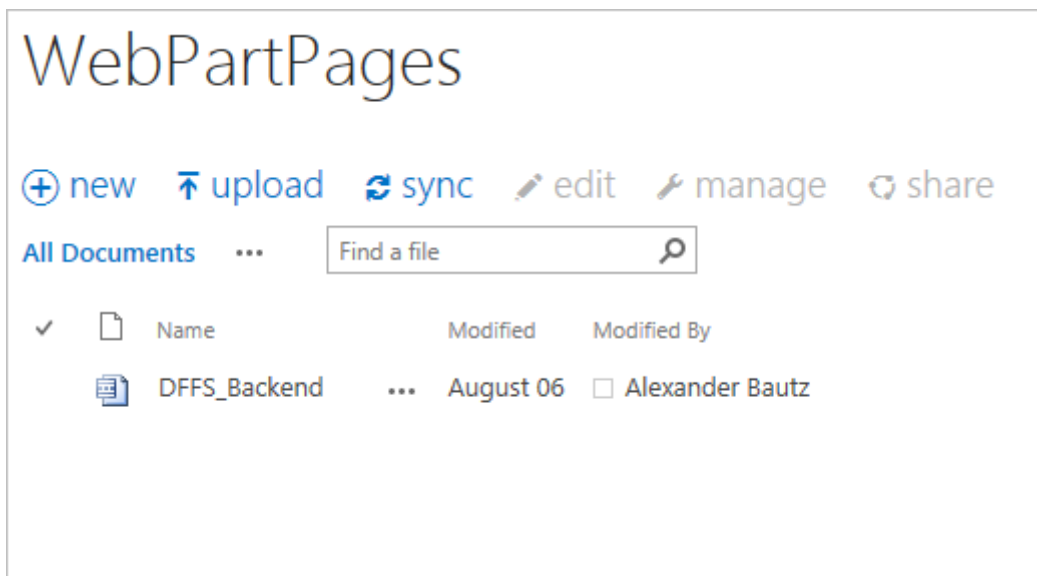 WebPartPages
new upload sync edit manage share
All Documents ... Find a file
Name Modified Modified By
DFFS_Backend ... August 06 Alexander Bautz